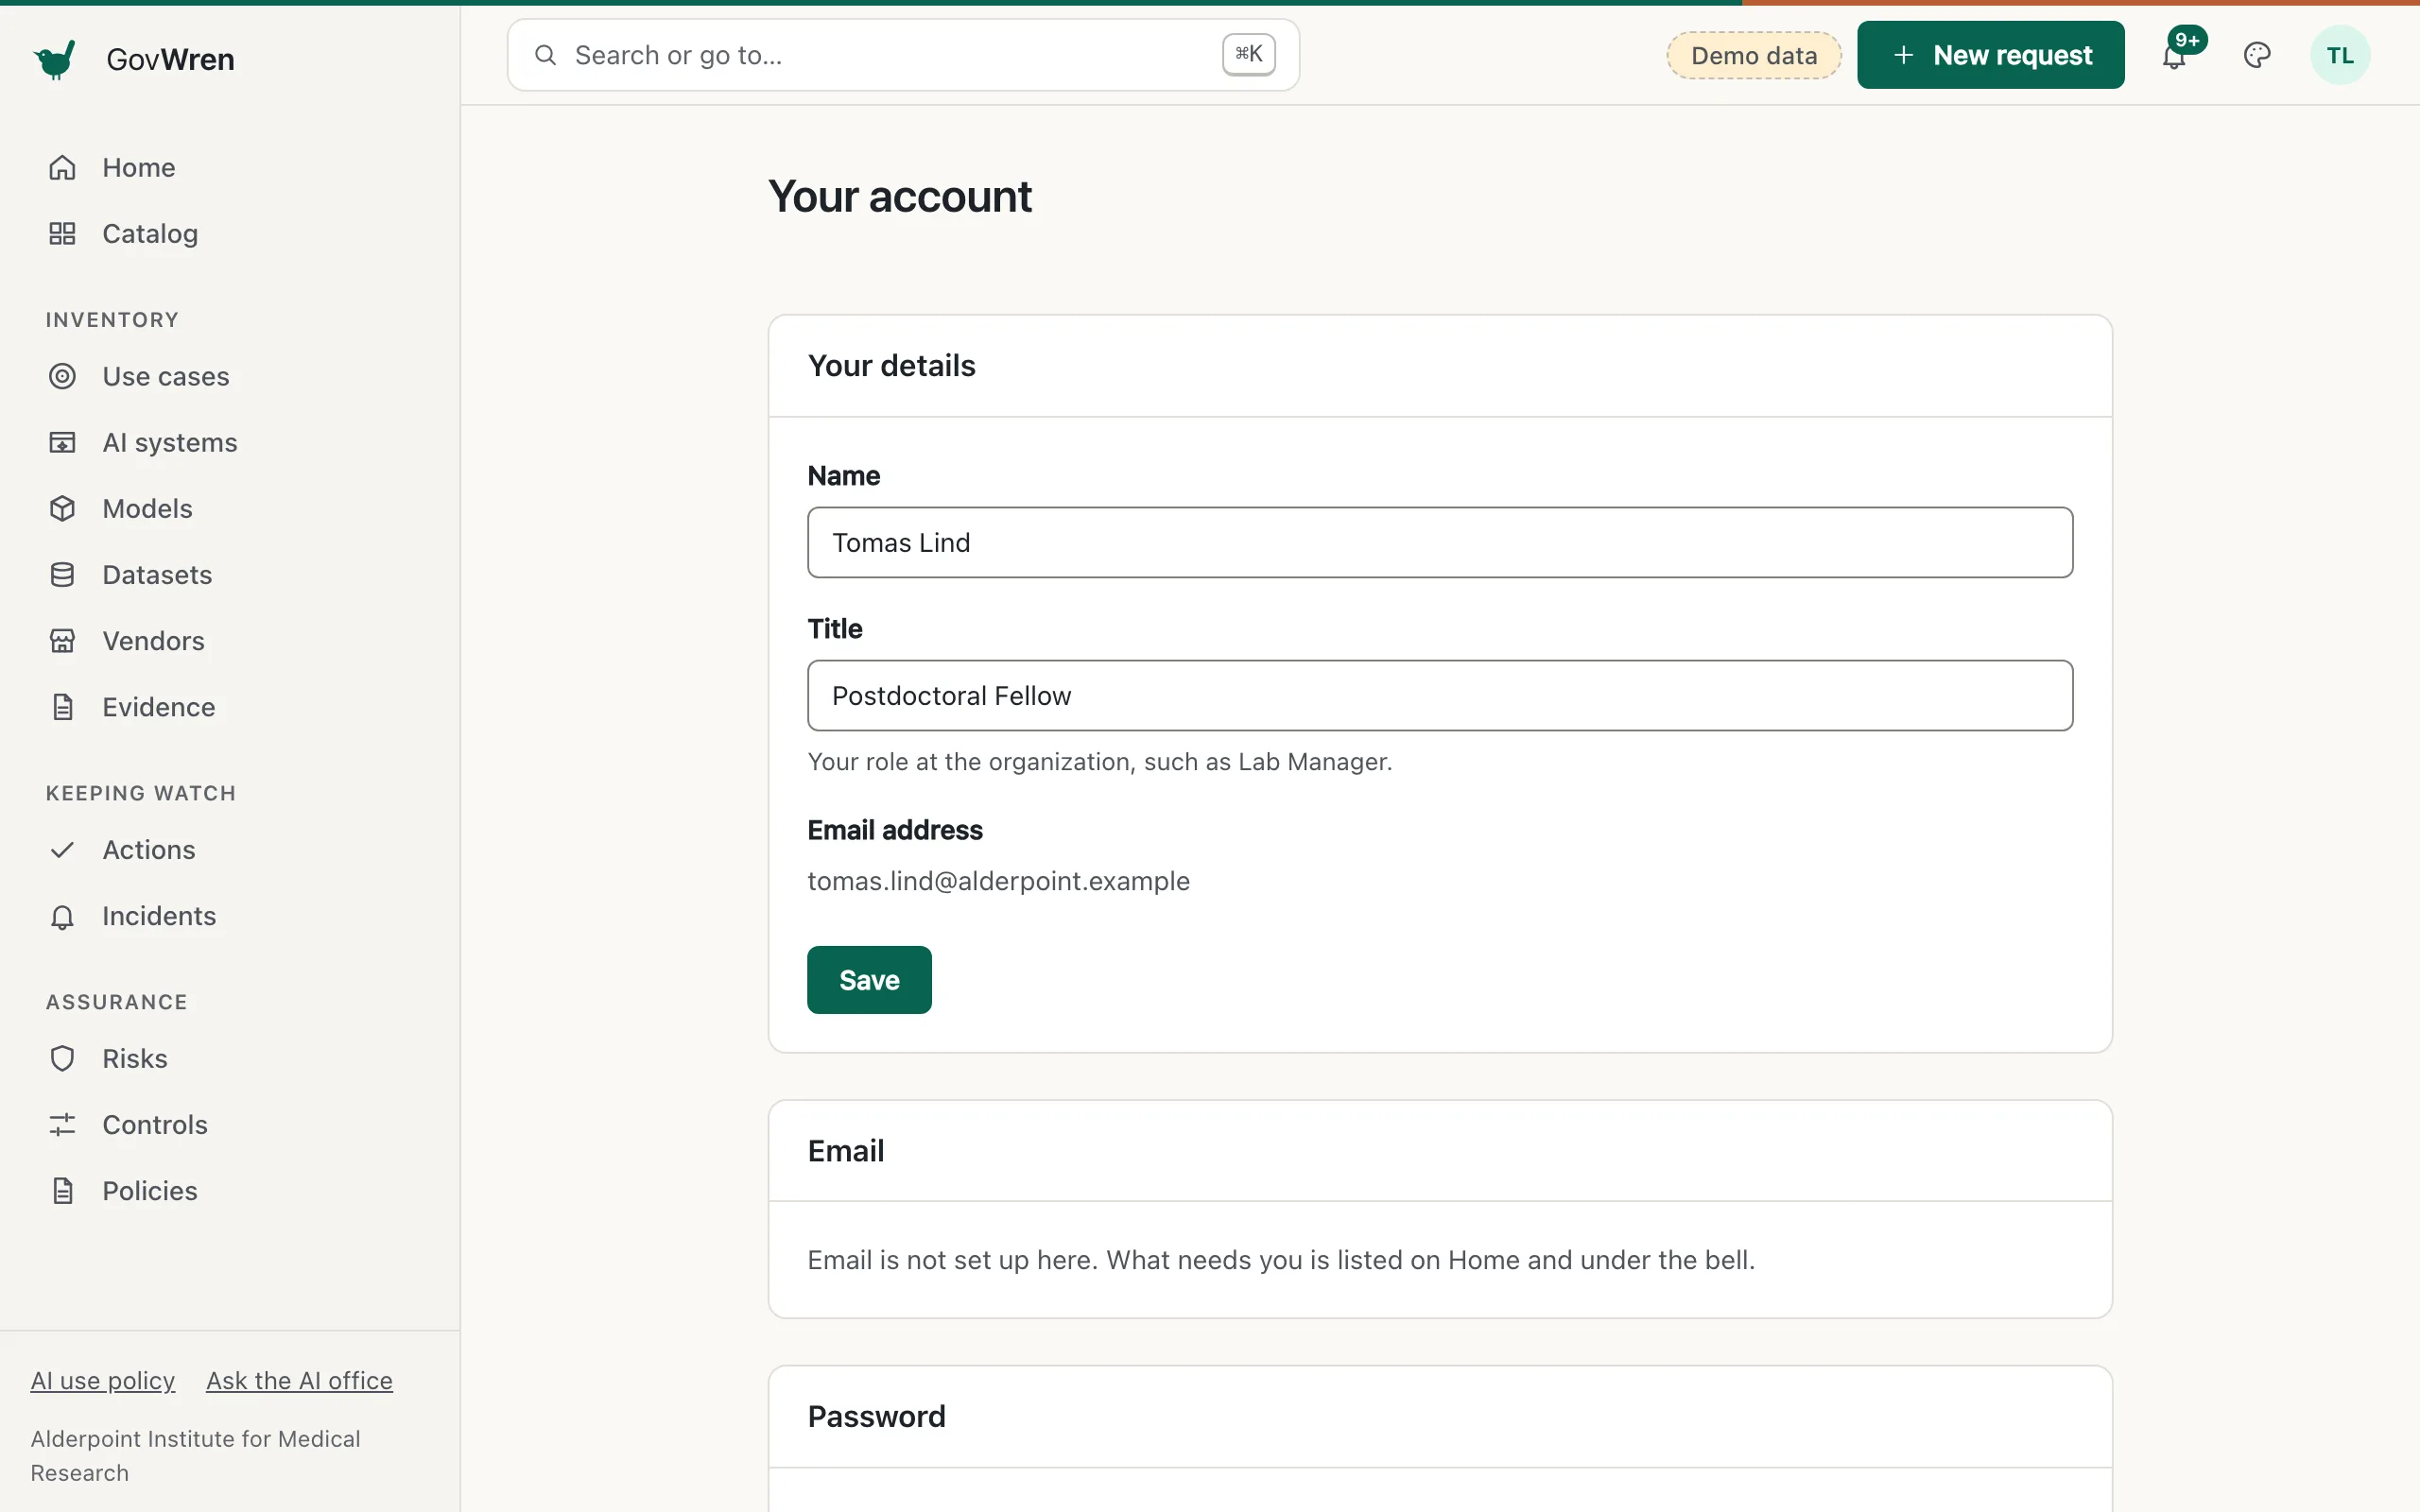 GovWren
Search or go to...
⌘K
Demo data
+ New request
9+
TL
Home
Catalog
INVENTORY
Use cases
AI systems
Models
Datasets
Vendors
Evidence
KEEPING WATCH
Actions
Incidents
ASSURANCE
Risks
Controls
Policies
AI use policy
Ask the AI office
Alderpoint Institute for Medical
Research
Your account
Your details
Name
Tomas Lind
Title
Postdoctoral Fellow
Your role at the organization, such as Lab Manager.
Email address
tomas.lind@alderpoint.example
Save
Email
Email is not set up here. What needs you is listed on Home and under the bell.
Password